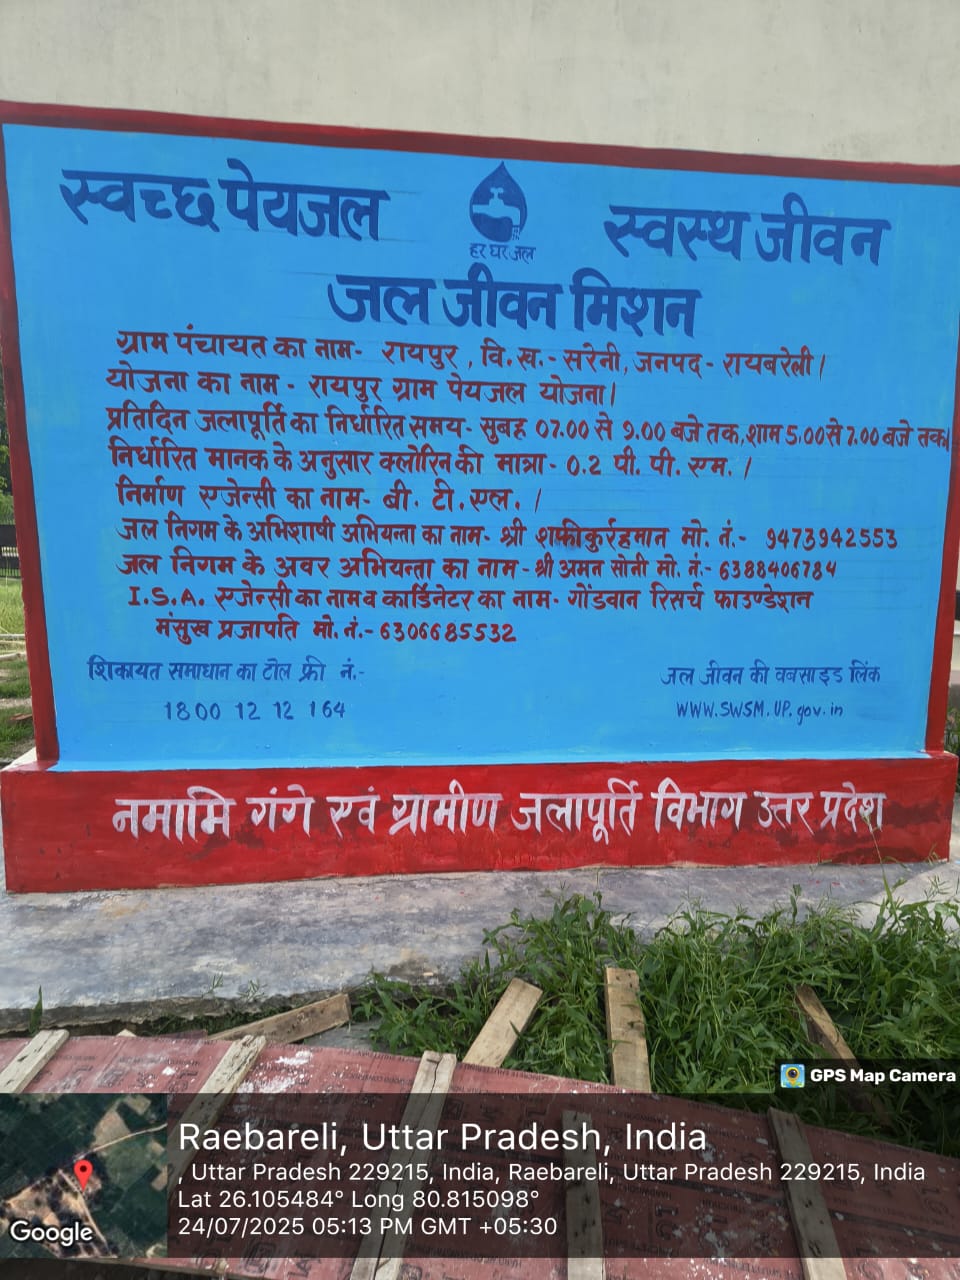 स्वच्छ पेयजल
हर घर जल
स्वस्थ जीवन
जल जीवन मिशन
ग्राम पंचायत का नाम- रायपुर, वि.ख.- सरेनी, जनपद- रायबरेली।
योजना का नाम - रायपुर ग्राम पेयजल योजना।
प्रतिदिन जलापूर्ति का निर्धारित समय- सुबह 07.00 से 9.00 बजे तक, शाम 5.00 से 7.00 बजे तक।
निर्धारित मानक के अनुसार क्लोरिन की मात्रा- 0.2 पी. पी. एम. ।
निर्माण एजेन्सी का नाम- बी. टी. एल. ।
जल निगम के अभिशाषी अभियन्ता का नाम- श्री शफीकुर्रहमान मो. नं.- 9473942553
जल निगम के अवर अभियन्ता का नाम- श्री अमन सोनी मो. नं.- 6388406784
I.S.A. एजेन्सी का नाम व कार्डिनेटर का नाम- गोंडवान रिसर्च फाउण्डेशन
मंसुख प्रजापति मो. नं.- 6306685532
शिकायत समाधान का टोल फ्री नं.-
1800 12 12 164
जल जीवन की वबसाइड लिंक
WWW.SWSM.UP.gov.in
नमामि गंगे एवं ग्रामीण जलापूर्ति विभाग उत्तर प्रदेश
GPS Map Camera
Raebareli, Uttar Pradesh, India
, Uttar Pradesh 229215, India, Raebareli, Uttar Pradesh 229215, India
Lat 26.105484° Long 80.815098°
24/07/2025 05:13 PM GMT +05:30
Google